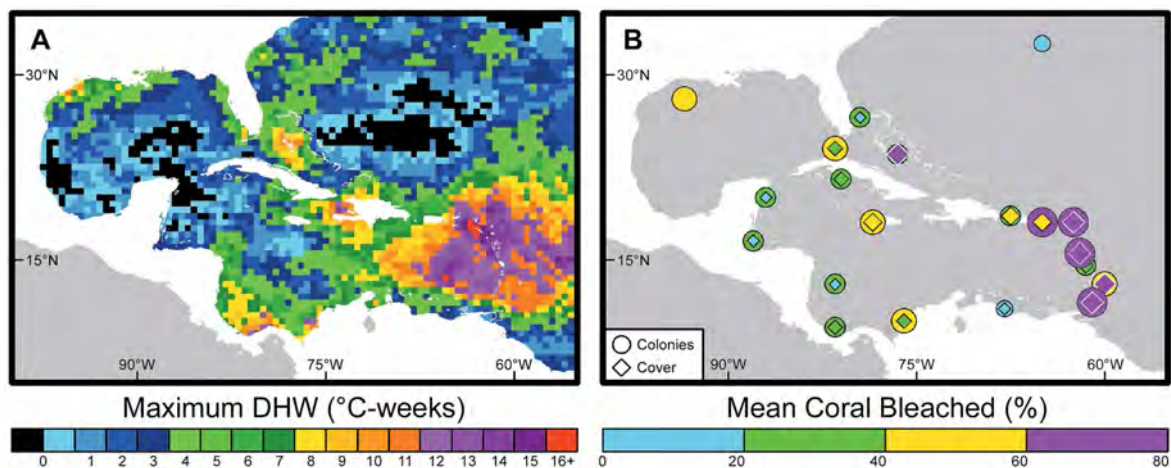 A
30°N
15°N
90°W 75°W 60°W
Maximum DHW (°C-weeks)
0 1 2 3 4 5 6 7 8 9 10 11 12 13 14 15 16+
B
30°N
15°N
Colonies
Cover
90°W 75°W 60°W
Mean Coral Bleached (%)
0 20 40 60 80